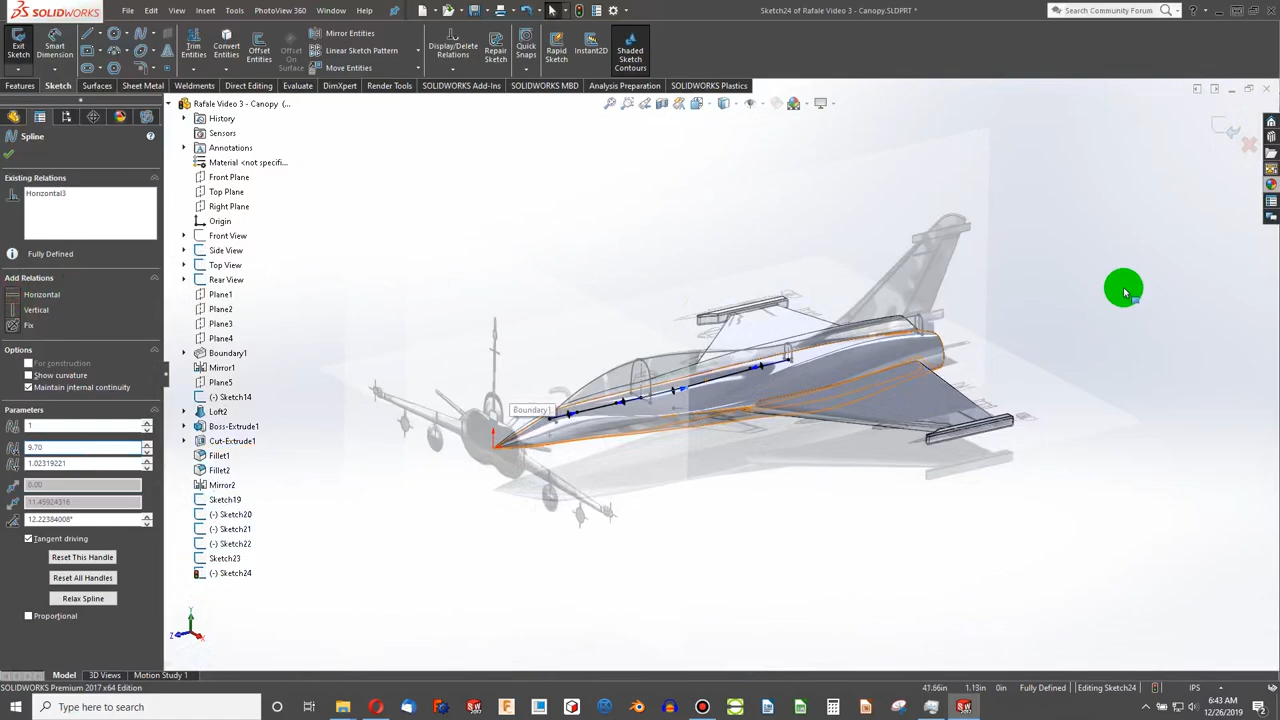 SOLIDWORKS
File Edit View Insert Tools PhotoView 360 Window Help
Sketch24 of Rafale Video 3 - Canopy.SLDPRT *
Search Community Forum
Exit Sketch
Smart Dimension
Trim Entities
Convert Entities
Offset Entities
Offset On Surface
Mirror Entities
Linear Sketch Pattern
Move Entities
Display/Delete Relations
Repair Sketch
Quick Snaps
Rapid Sketch
Instant2D
Shaded Sketch Contours
Features Sketch Surfaces Sheet Metal Weldments Direct Editing Evaluate DimXpert Render Tools SOLIDWORKS Add-Ins SOLIDWORKS MBD Analysis Preparation SOLIDWORKS Plastics
Spline
Existing Relations
Horizontal3
Fully Defined
Add Relations
Horizontal
Vertical
Fix
Options
For construction
Show curvature
Maintain internal continuity
Parameters
1
9.70
1.02319221
0.00
11.45924316
12.22384008°
Tangent driving
Reset This Handle
Reset All Handles
Relax Spline
Proportional
Rafale Video 3 - Canopy (...
History
Sensors
Annotations
Material <not specifi...
Front Plane
Top Plane
Right Plane
Origin
Front View
Side View
Top View
Rear View
Plane1
Plane2
Plane3
Plane4
Boundary1
Mirror1
Plane5
(-) Sketch14
Loft2
Boss-Extrude1
Cut-Extrude1
Fillet1
Fillet2
Mirror2
Sketch19
(-) Sketch20
(-) Sketch21
(-) Sketch22
Sketch23
(-) Sketch24
Boundary1
Y
Z
X
Model 3D Views Motion Study 1
SOLIDWORKS Premium 2017 x64 Edition
41.66in 1.13in 0in Fully Defined Editing Sketch24 IPS
Type here to search
6:43 AM
12/26/2019